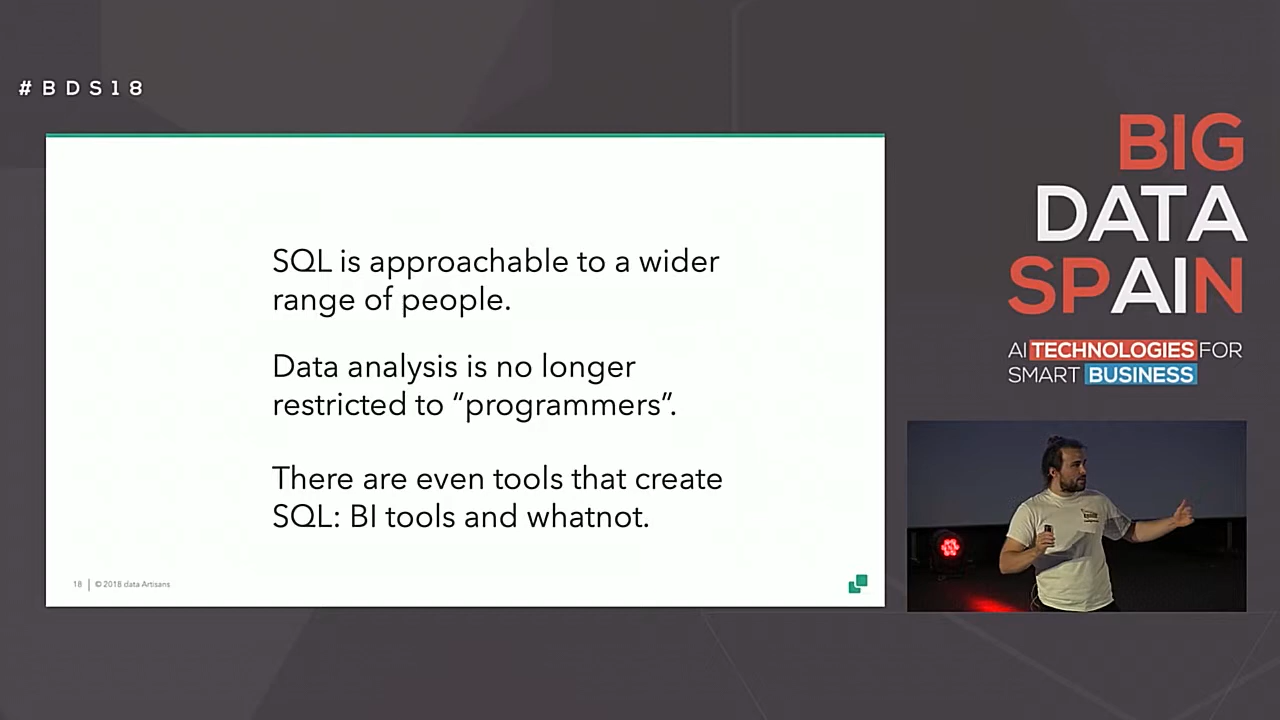 #BDS18
BIG
DATA
SPAIN
AI TECHNOLOGIES FOR
SMART BUSINESS
SQL is approachable to a wider
range of people.
Data analysis is no longer
restricted to “programmers”.
There are even tools that create
SQL: BI tools and whatnot.
18 | © 2018 data Artisans